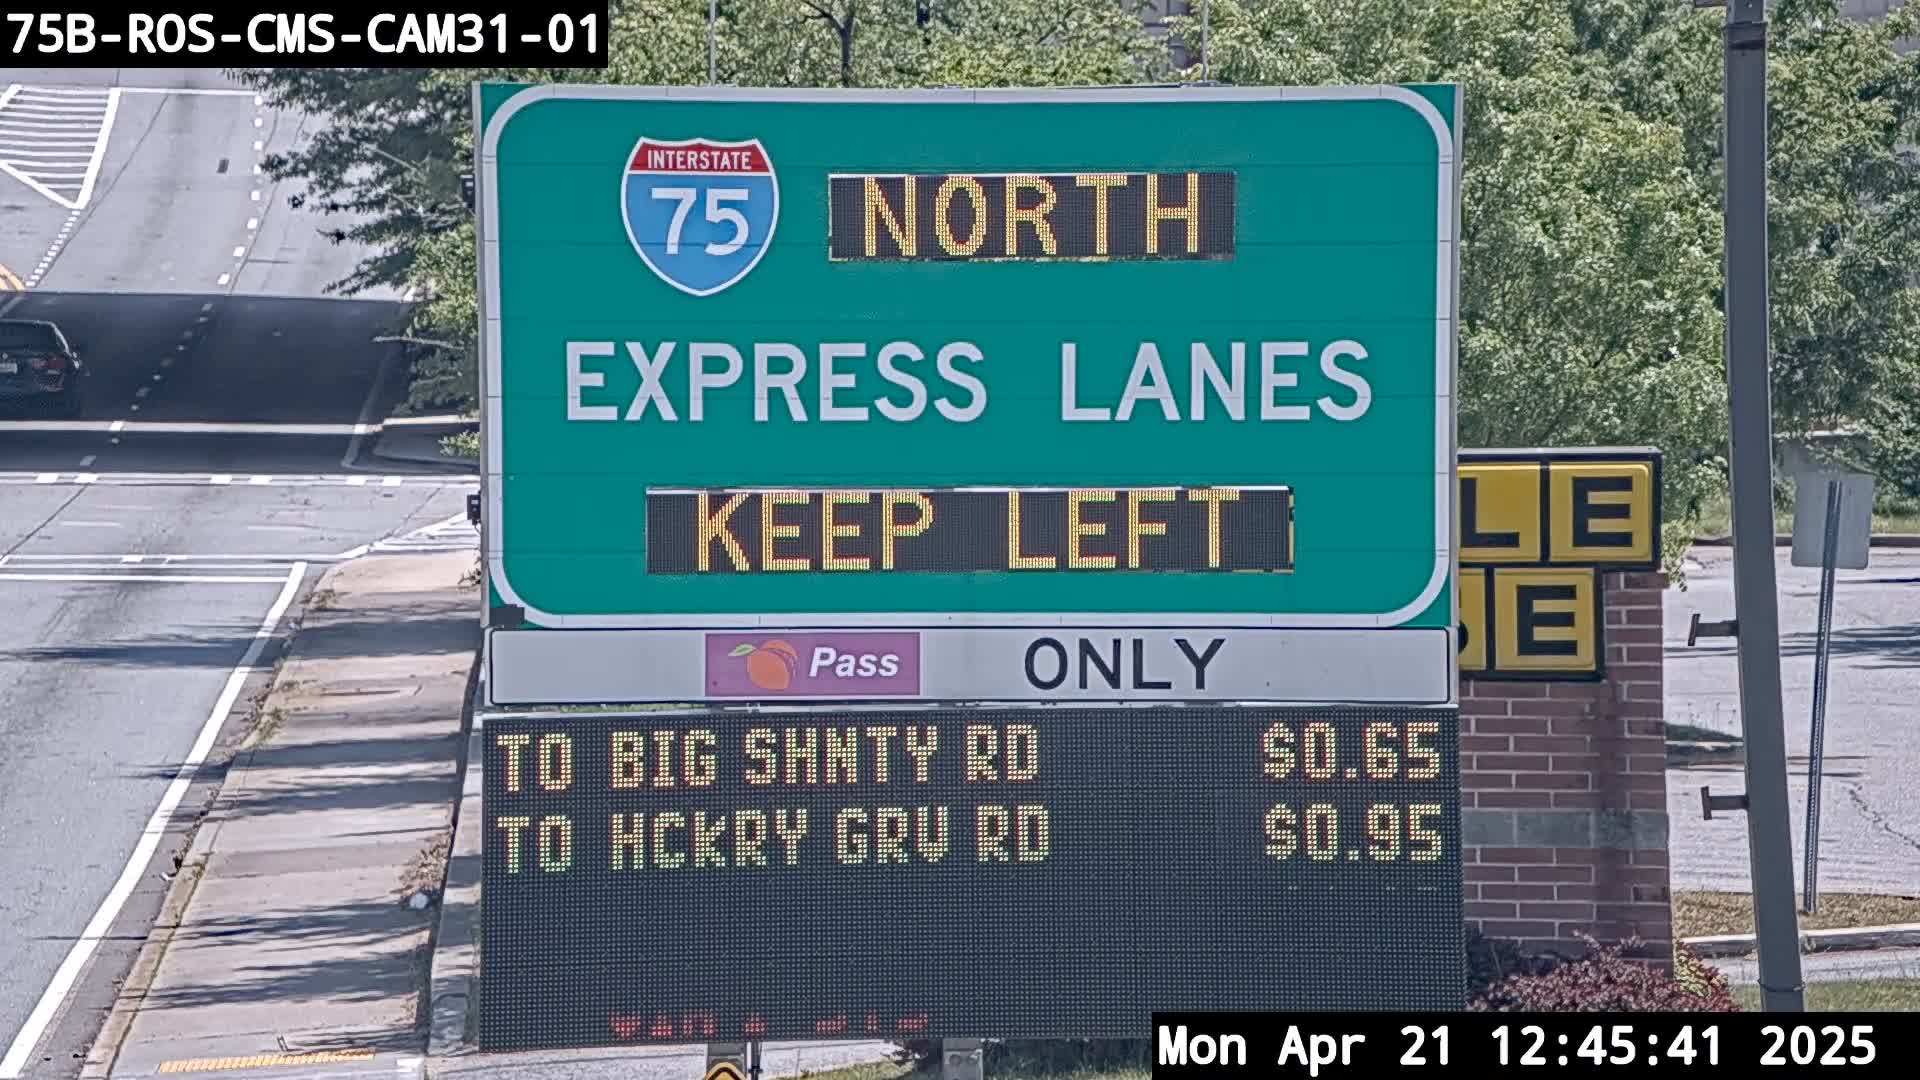 75B-ROS-CMS-CAM31-01
INTERSTATE
75
NORTH
EXPRESS LANES
KEEP LEFT
LE
E
Pass ONLY
TO BIG SHNTY RD $0.65
TO HCKRY GRV RD $0.95
Mon Apr 21 12:45:41 2025